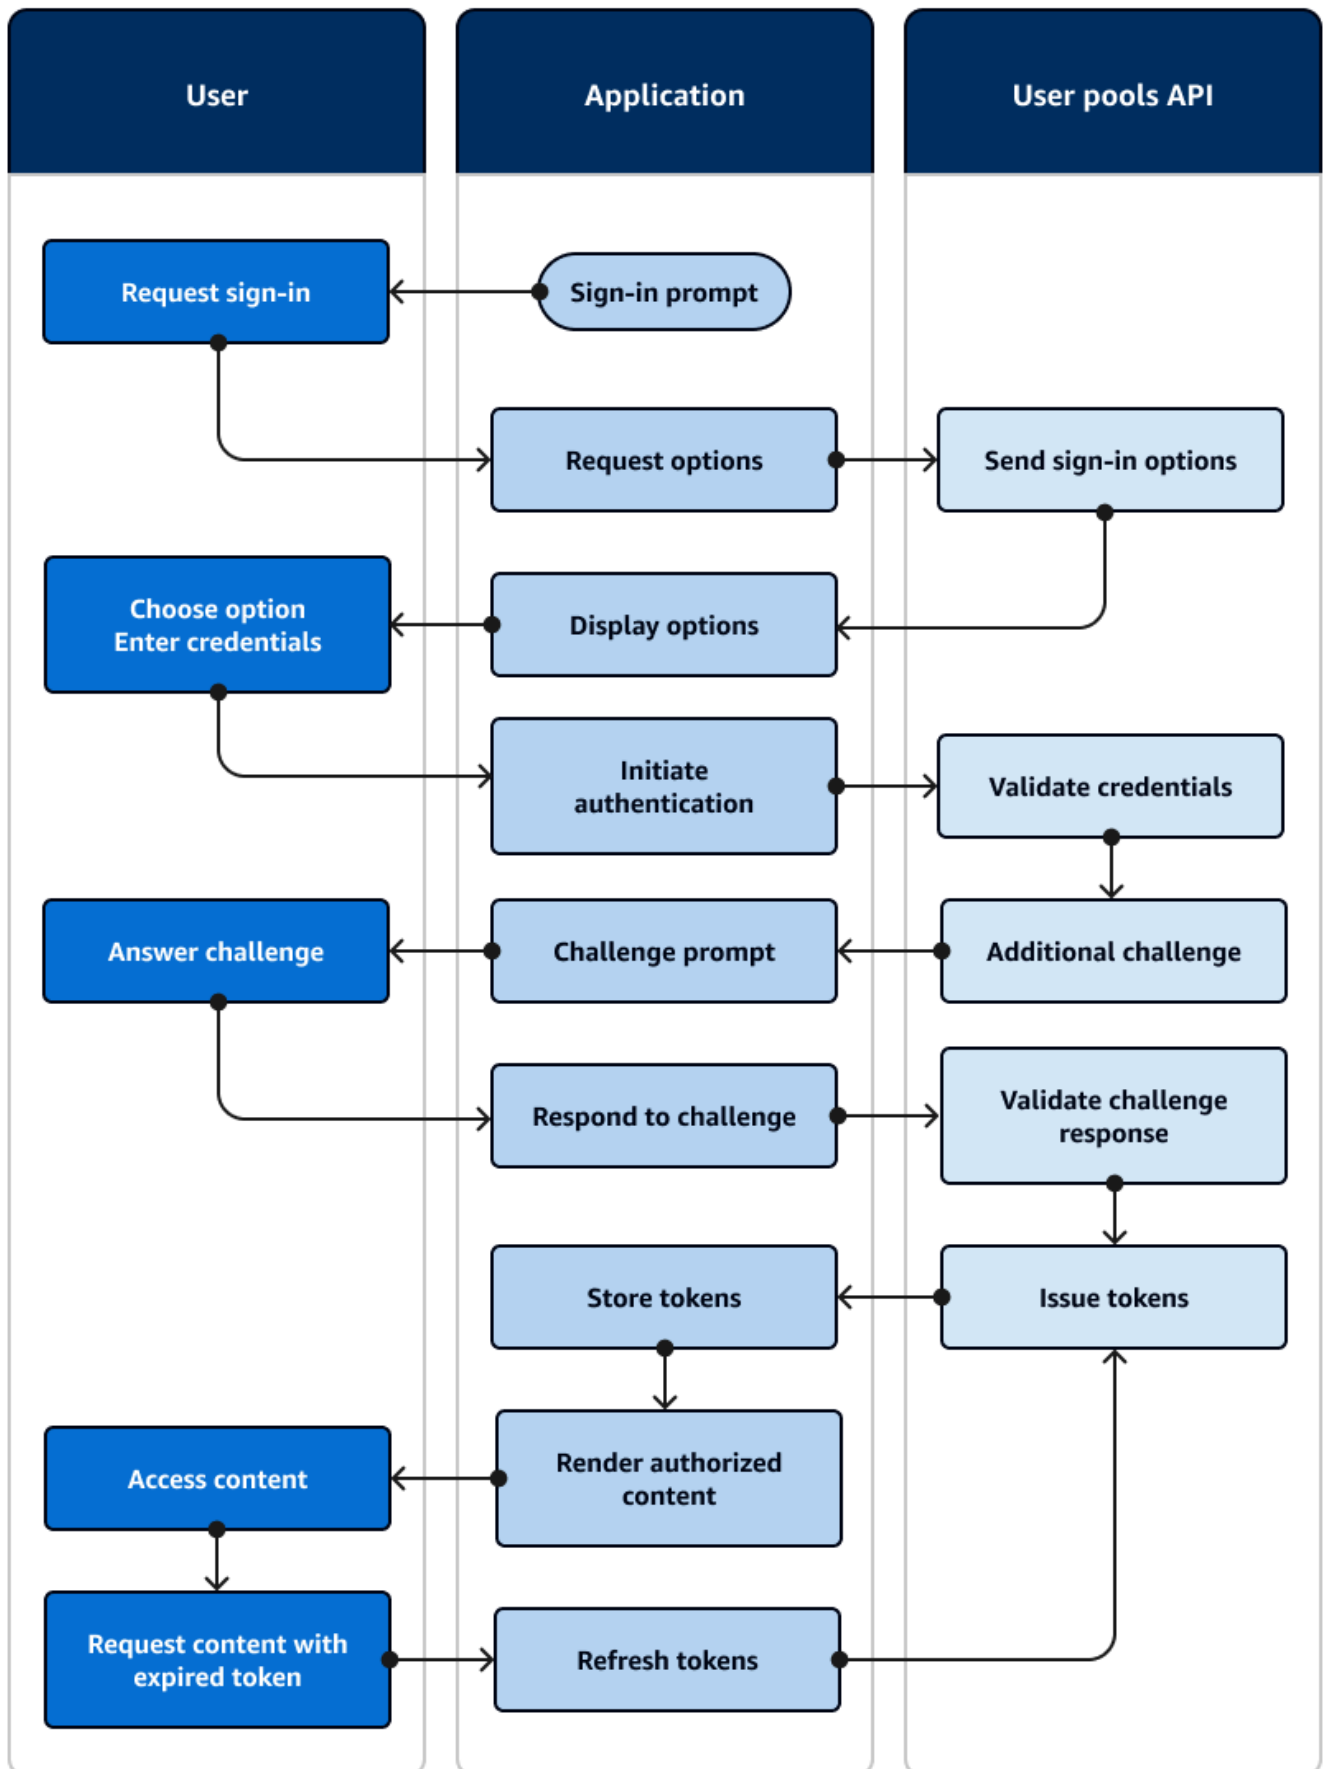 User
Application
User pools API
Request sign-in
Sign-in prompt
Request options
Send sign-in options
Choose option
Enter credentials
Display options
Initiate
authentication
Validate credentials
Answer challenge
Challenge prompt
Additional challenge
Respond to challenge
Validate challenge
response
Store tokens
Issue tokens
Access content
Render authorized
content
Request content with
expired token
Refresh tokens